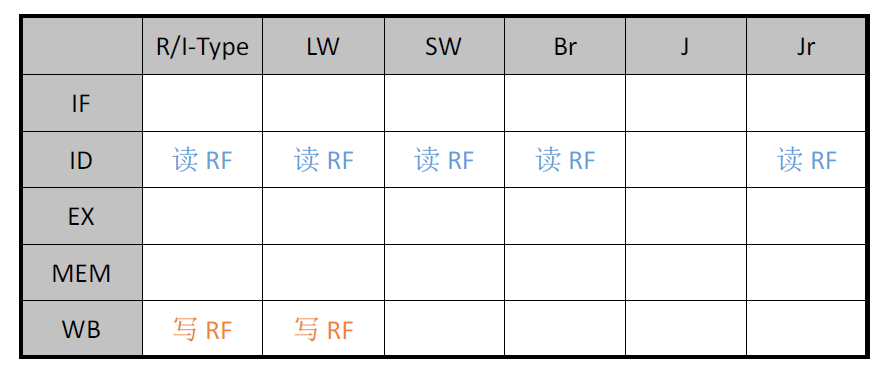 R/I-Type LW SW Br J Jr
IF
ID 读 RF 读 RF 读 RF 读 RF 读 RF
EX
MEM
WB 写 RF 写 RF